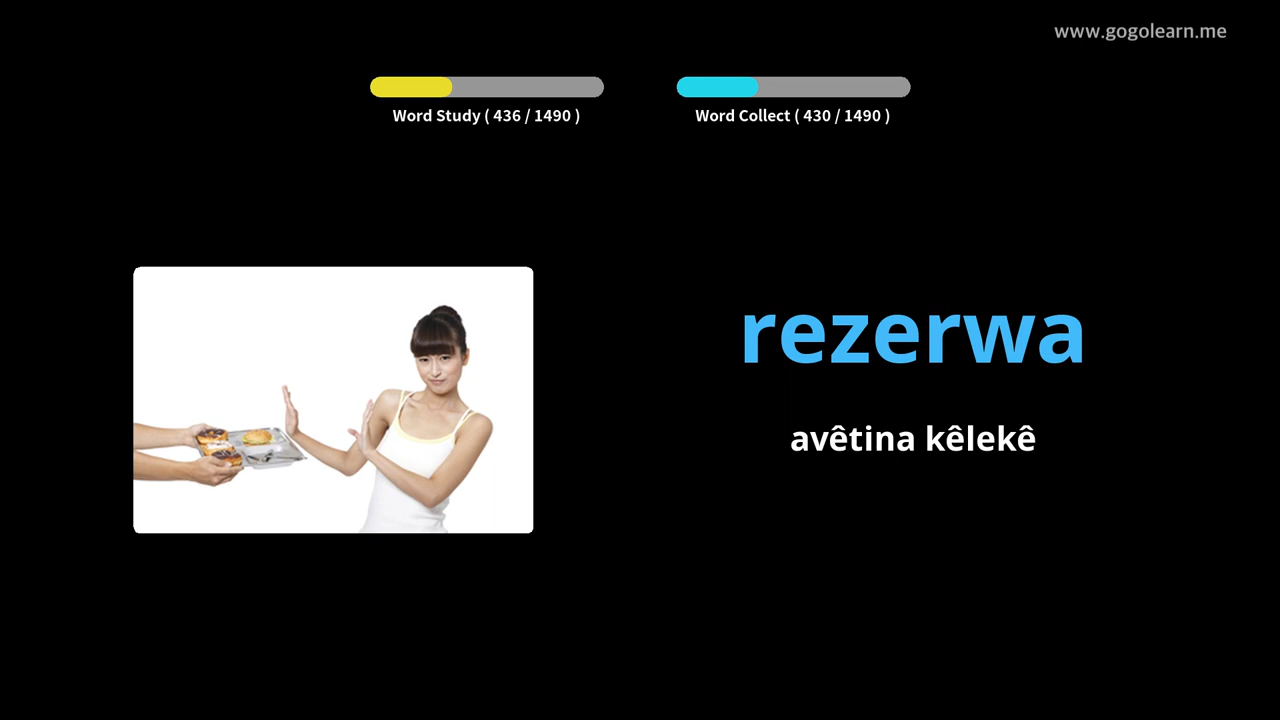 www.gogolearn.me
Word Study ( 436 / 1490 )
Word Collect ( 430 / 1490 )
rezerwa
avêtina kêlekê